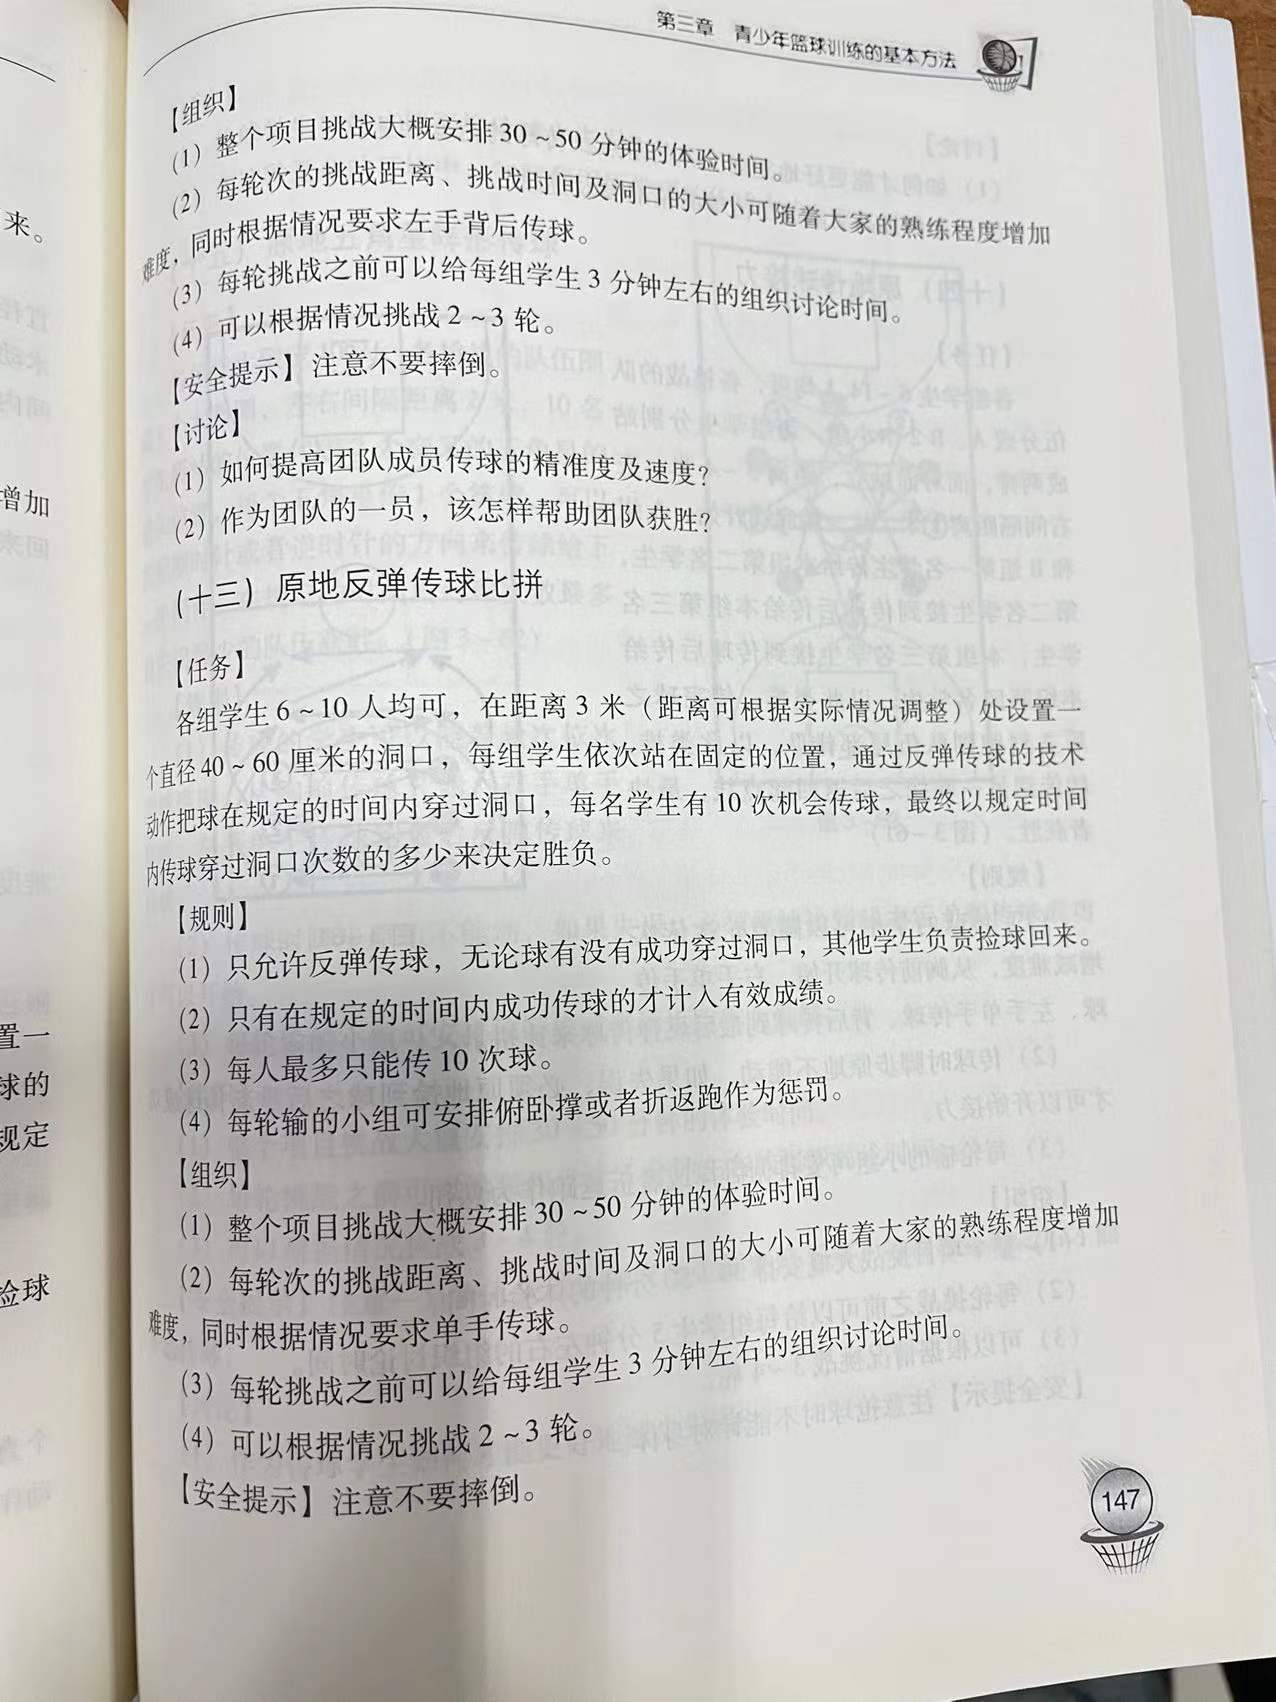 第三章 青少年篮球训练的基本方法
【组织】
(1) 整个项目挑战大概安排 30～50 分钟的体验时间。
(2) 每轮次的挑战距离、挑战时间及洞口的大小可随着大家的熟练程度增加
难度，同时根据情况要求左手背后传球。
(3) 每轮挑战之前可以给每组学生 3 分钟左右的组织讨论时间。
(4) 可以根据情况挑战 2～3 轮。
【安全提示】注意不要摔倒。
【讨论】
(1) 如何提高团队成员传球的精准度及速度？
(2) 作为团队的一员，该怎样帮助团队获胜？
(十三) 原地反弹传球比拼
【任务】
各组学生 6～10 人均可，在距离 3 米（距离可根据实际情况调整）处设置一
个直径 40～60 厘米的洞口，每组学生依次站在固定的位置，通过反弹传球的技术
动作把球在规定的时间内穿过洞口，每名学生有 10 次机会传球，最终以规定时间
内传球穿过洞口次数的多少来决定胜负。
【规则】
(1) 只允许反弹传球，无论球有没有成功穿过洞口，其他学生负责捡球回来。
(2) 只有在规定的时间内成功传球的才计入有效成绩。
(3) 每人最多只能传 10 次球。
(4) 每轮输的小组可安排俯卧撑或者折返跑作为惩罚。
【组织】
(1) 整个项目挑战大概安排 30～50 分钟的体验时间。
(2) 每轮次的挑战距离、挑战时间及洞口的大小可随着大家的熟练程度增加
难度，同时根据情况要求单手传球。
(3) 每轮挑战之前可以给每组学生 3 分钟左右的组织讨论时间。
(4) 可以根据情况挑战 2～3 轮。
【安全提示】注意不要摔倒。
147
来。
增加
置一
球的
规定
捡球